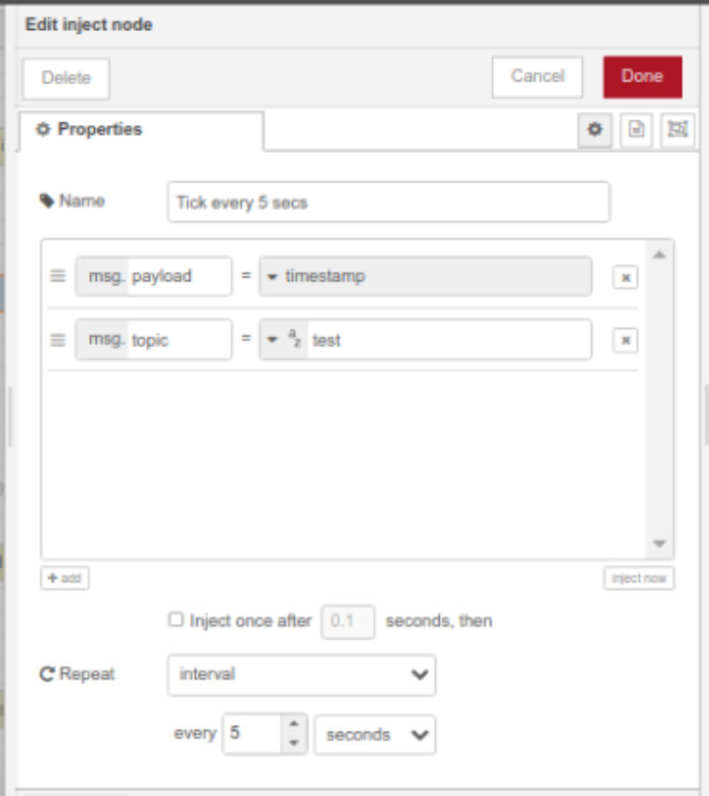 Edit inject node
Delete Cancel Done
Properties
Name Tick every 5 secs
msg. payload = timestamp
msg. topic = a z test
add inject now
Inject once after 0.1 seconds, then
Repeat interval
every 5 seconds